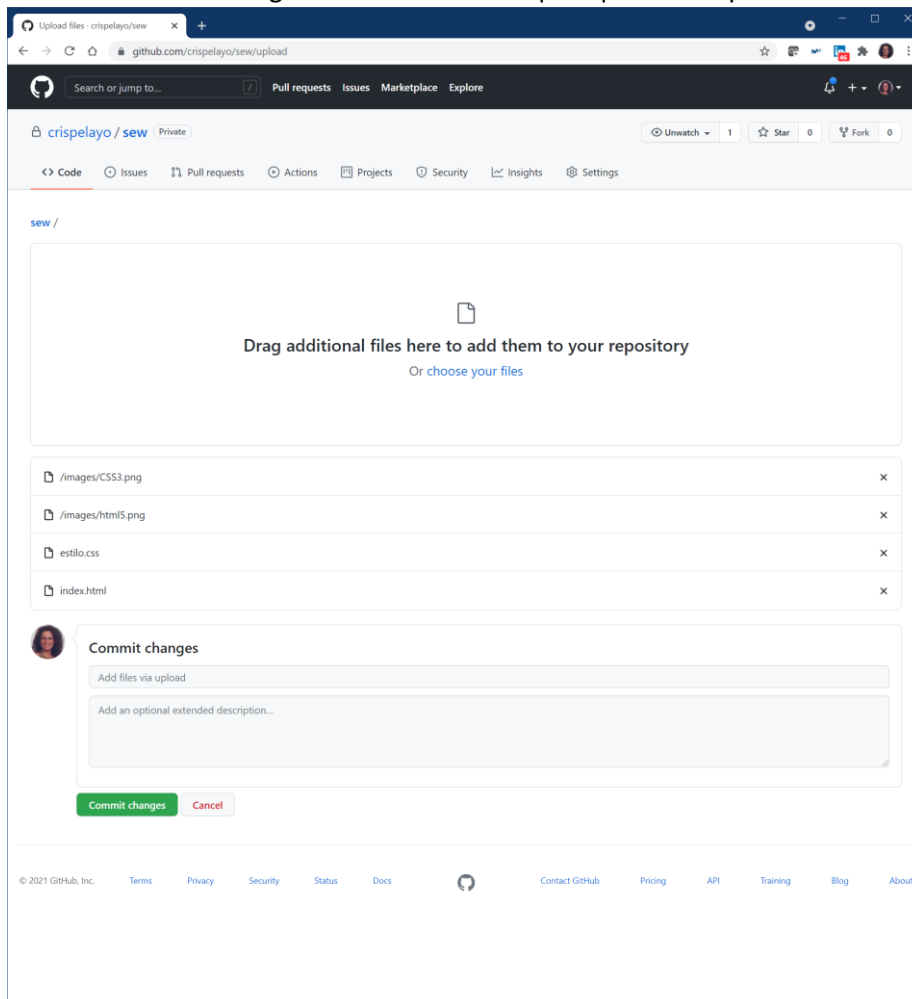 Upload files · crispelayo/sew
github.com/crispelayo/sew/upload
46
Search or jump to... / Pull requests Issues Marketplace Explore
crispelayo / sew Private Unwatch 1 Star 0 Fork 0
Code Issues Pull requests Actions Projects Security Insights Settings
sew /
Drag additional files here to add them to your repository
Or choose your files
/images/CSS3.png
/images/html5.png
estilo.css
index.html
Commit changes
Add files via upload
Add an optional extended description...
Commit changes Cancel
© 2021 GitHub, Inc. Terms Privacy Security Status Docs Contact GitHub Pricing API Training Blog About